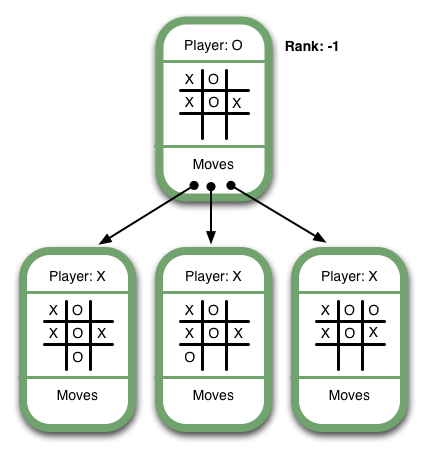 Player: O
Rank: -1
X O
X O X
Moves
Player: X
X O
X O X
O
Moves
Player: X
X O
X O X
O
Moves
Player: X
X O O
X O X
Moves